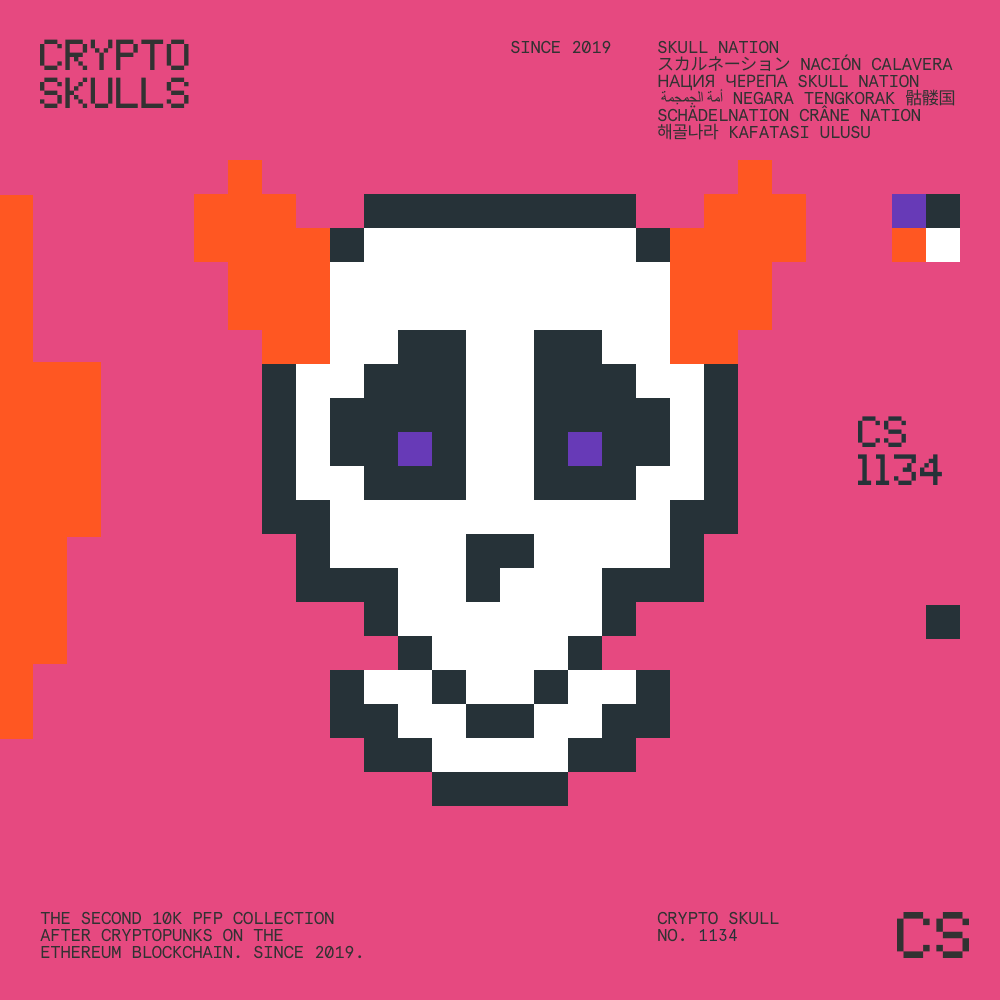 CRYPTO
SKULLS
SINCE 2019
SKULL NATION
スカルネーション NACIÓN CALAVERA
НАЦИЯ ЧЕРЕПА SKULL NATION
أمة الجمجمة NEGARA TENGKORAK 骷髅国
SCHÄDELNATION CRÂNE NATION
해골나라 KAFATASI ULUSU
CS
1134
THE SECOND 10K PFP COLLECTION
AFTER CRYPTOPUNKS ON THE
ETHEREUM BLOCKCHAIN. SINCE 2019.
CRYPTO SKULL
NO. 1134
CS